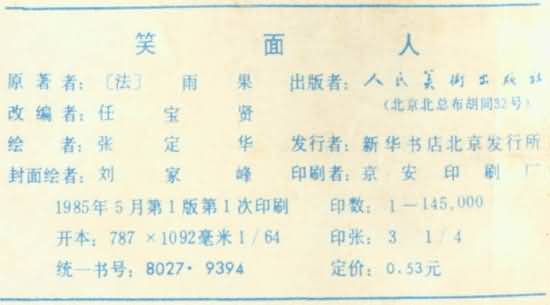 笑面人
原著者：〔法〕雨果 出版者：人民美術出版社
（北京北总布胡同32号）
改编者：任宝贤
绘者：张定华 发行者：新华书店北京发行所
封面绘者：刘家峰 印刷者：京安印刷厂
1985年5月第1版第1次印刷 印数：1—145,000
开本：787×1092毫米1/64 印张：3 1/4
统一书号：8027·9394 定价：0.53元